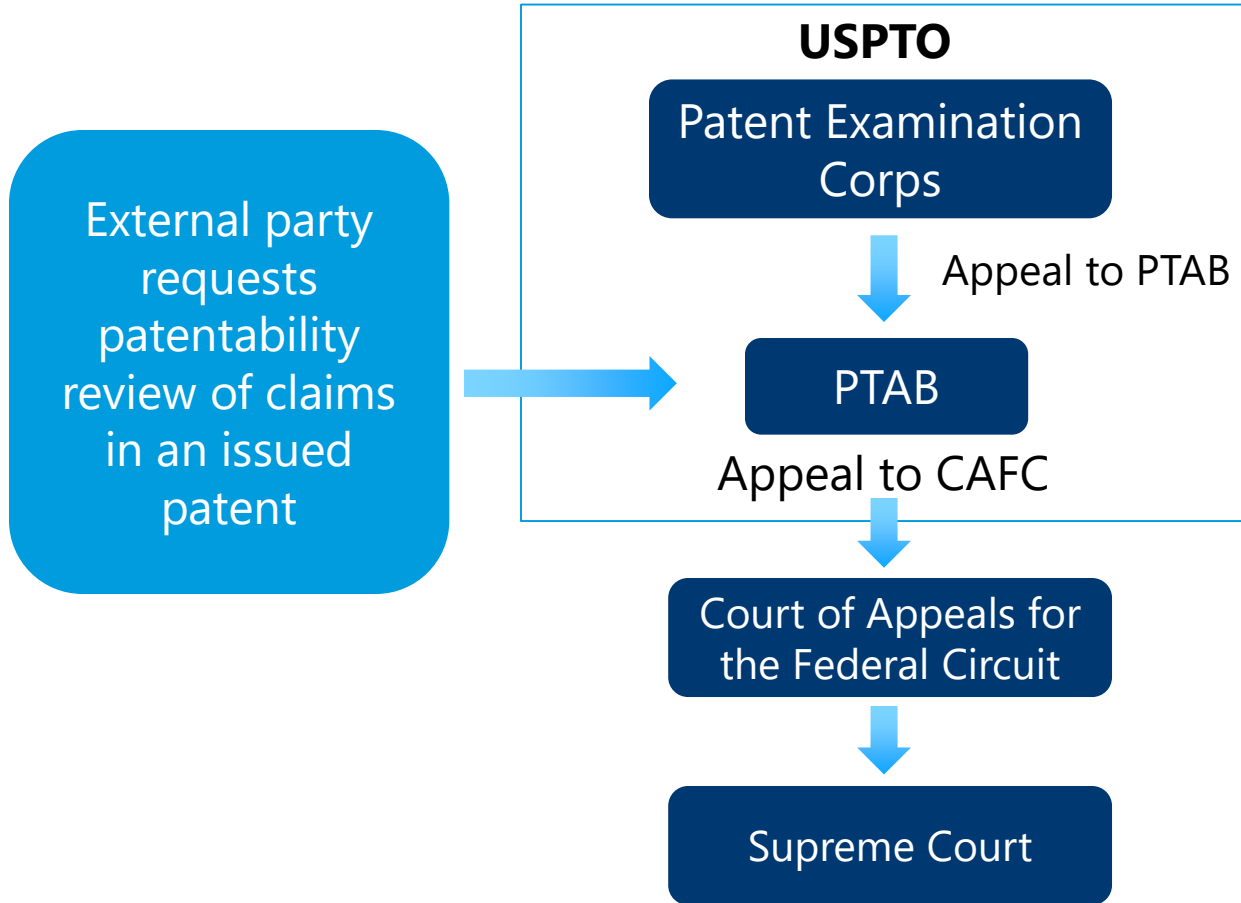 USPTO
Patent Examination
Corps
Appeal to PTAB
External party
requests
patentability
review of claims
in an issued
patent
PTAB
Appeal to CAFC
Court of Appeals for
the Federal Circuit
Supreme Court